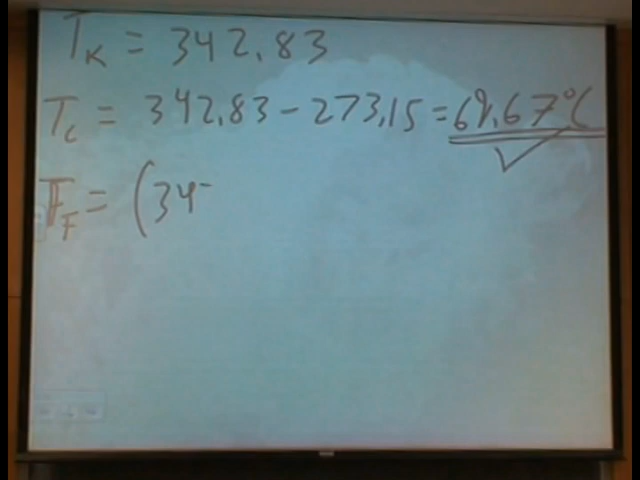 T_K = 342.83
T_C = 342.83 - 273.15 = 69.67°C
T_F = (34